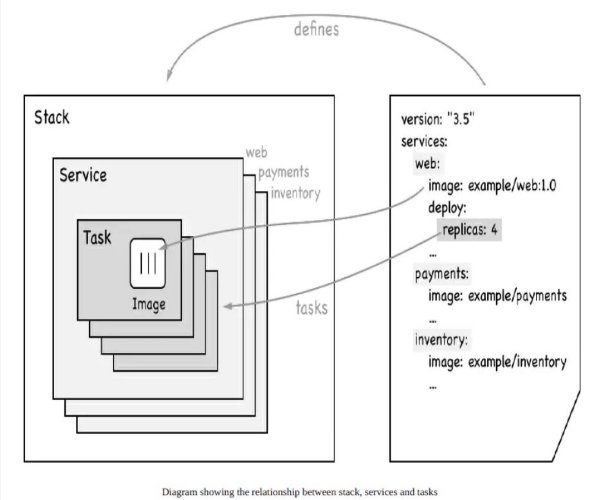 defines
Stack
Service
web
payments
inventory
Task
Image
tasks
version: "3.5"
services:
web:
image: example/web:1.0
deploy:
replicas: 4
...
payments:
image: example/payments
...
inventory:
image: example/inventory
...
Diagram showing the relationship between stack, services and tasks